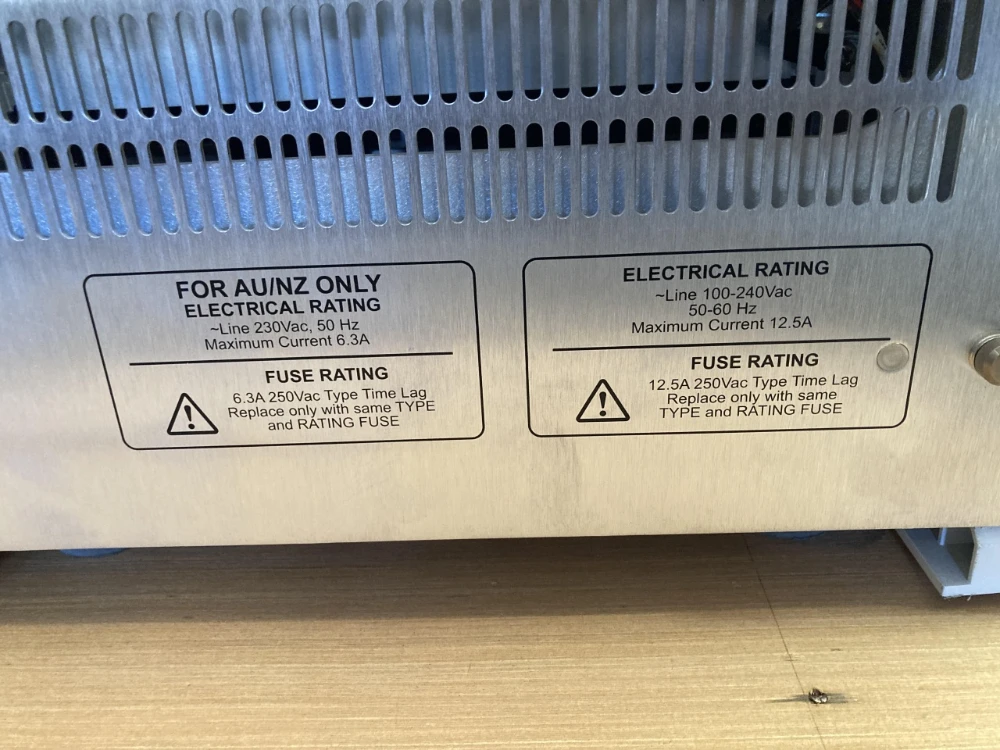 FOR AU/NZ ONLY
ELECTRICAL RATING
~Line 230Vac, 50 Hz
Maximum Current 6.3A
FUSE RATING
6.3A 250Vac Type Time Lag
Replace only with same TYPE
and RATING FUSE
ELECTRICAL RATING
~Line 100-240Vac
50-60 Hz
Maximum Current 12.5A
FUSE RATING
12.5A 250Vac Type Time Lag
Replace only with same
TYPE and RATING FUSE